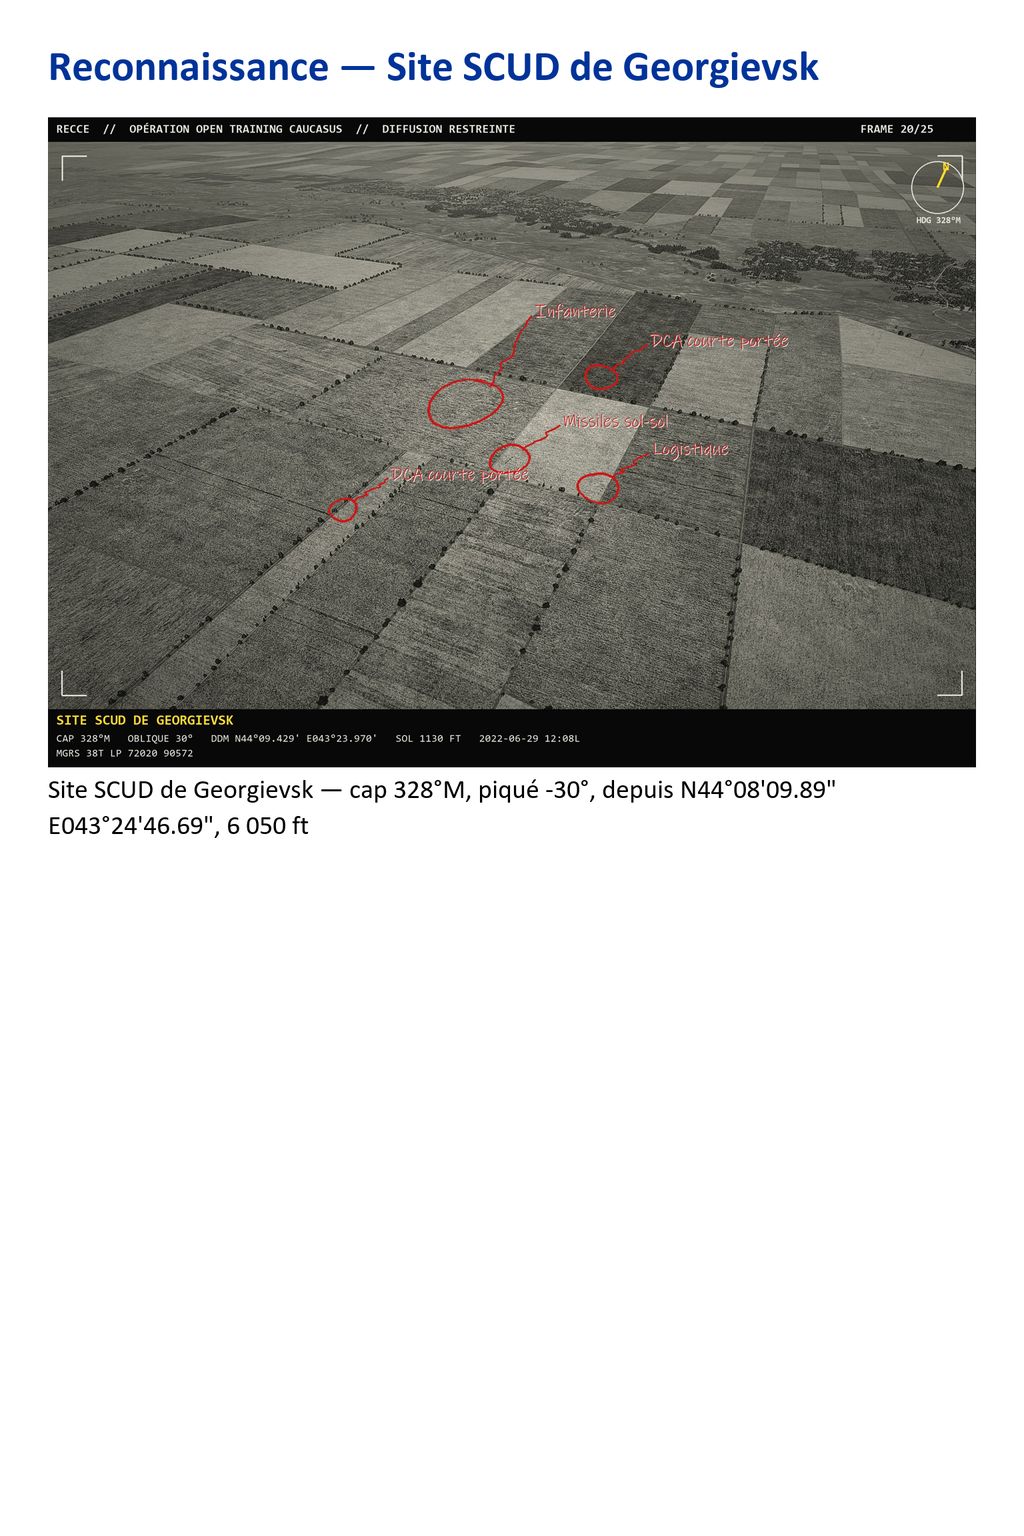 Reconnaissance — Site SCUD de Georgievsk
RECCE // OPÉRATION OPEN TRAINING CAUCASUS // DIFFUSION RESTREINTE FRAME 20/25
N
HDG 328°M
Infanterie
DCA courte portée
Missiles sol-sol
Logistique
DCA courte portée
SITE SCUD DE GEORGIEVSK
CAP 328°M OBLIQUE 30° DDM N44°09.429' E043°23.970' SOL 1130 FT 2022-06-29 12:08L
MGRS 38T LP 72020 90572
Site SCUD de Georgievsk — cap 328°M, piqué -30°, depuis N44°08'09.89"
E043°24'46.69", 6 050 ft